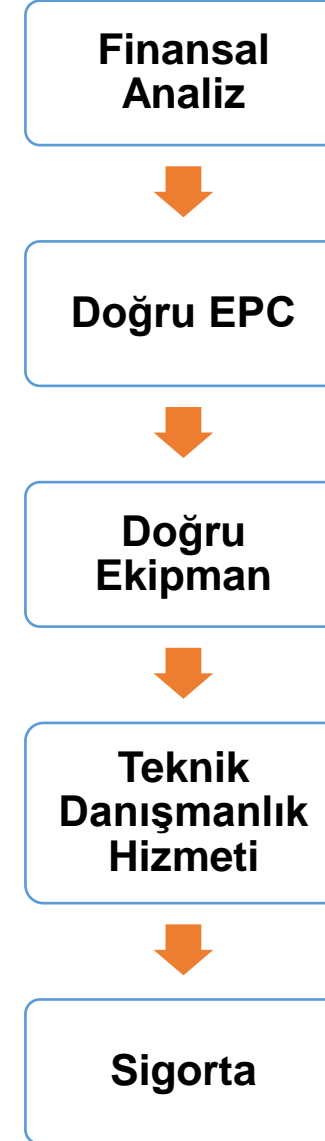 Finansal
Analiz
Doğru EPC
Doğru
Ekipman
Teknik
Danışmanlık
Hizmeti
Sigorta